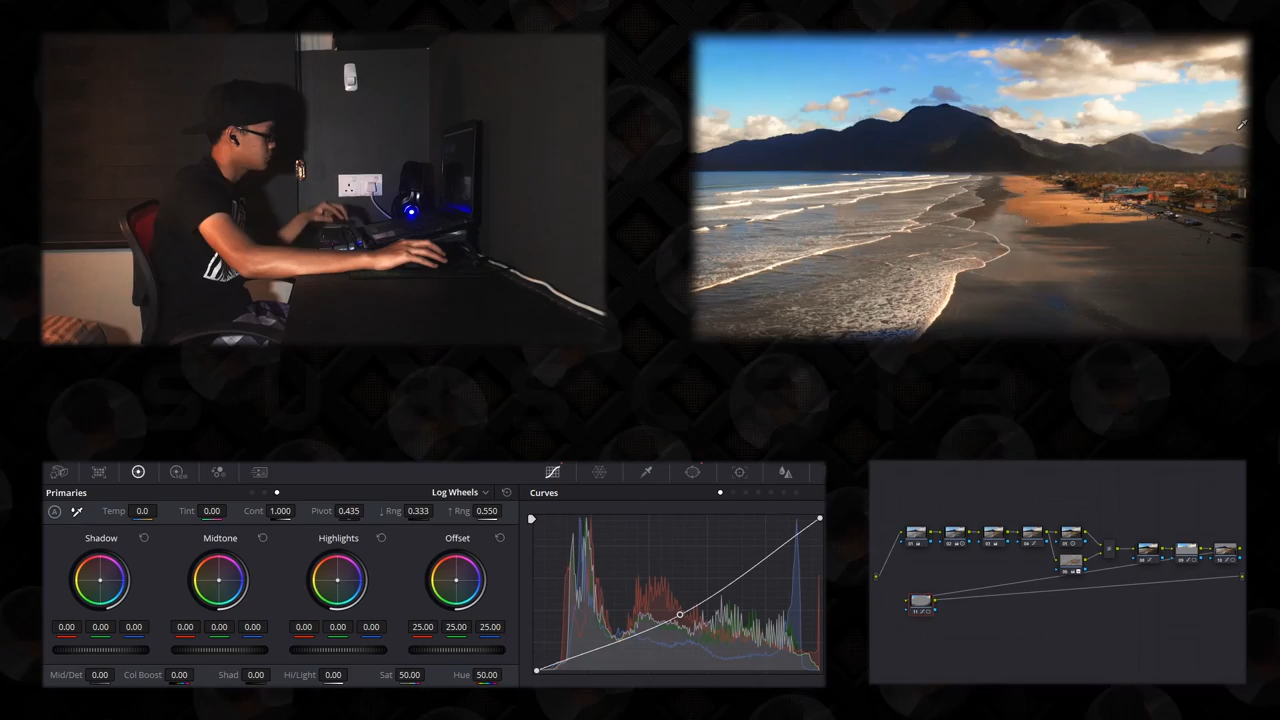 SUBSCRIBE
Primaries
Log Wheels
Curves
A Temp 0.0 Tint 0.00 Cont 1.000 Pivot 0.435 ↓ Rng 0.333 ↑ Rng 0.550
Shadow Midtone Highlights Offset
0.00 0.00 0.00 0.00 0.00 0.00 0.00 0.00 0.00 25.00 25.00 25.00
Mid/Det 0.00 Col Boost 0.00 Shad 0.00 Hi/Light 0.00 Sat 50.00 Hue 50.00